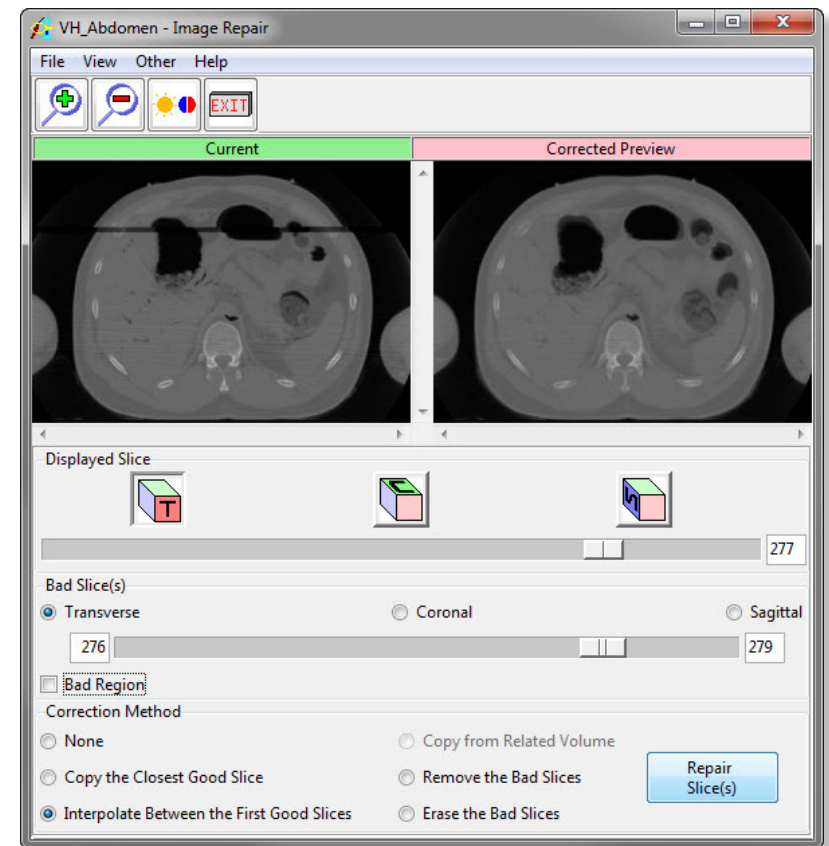 VH_Abdomen - Image Repair
File View Other Help
EXIT
Current Corrected Preview
Displayed Slice
T C S
277
Bad Slice(s)
Transverse Coronal Sagittal
276 279
Bad Region
Correction Method
None Copy from Related Volume
Copy the Closest Good Slice Remove the Bad Slices Repair
Slice(s)
Interpolate Between the First Good Slices Erase the Bad Slices